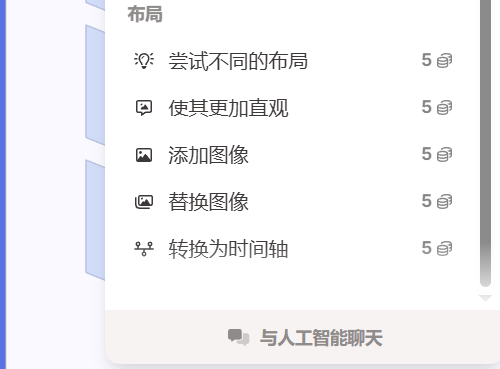 布局
尝试不同的布局 5
使其更加直观 5
添加图像 5
替换图像 5
转换为时间轴 5
与人工智能聊天